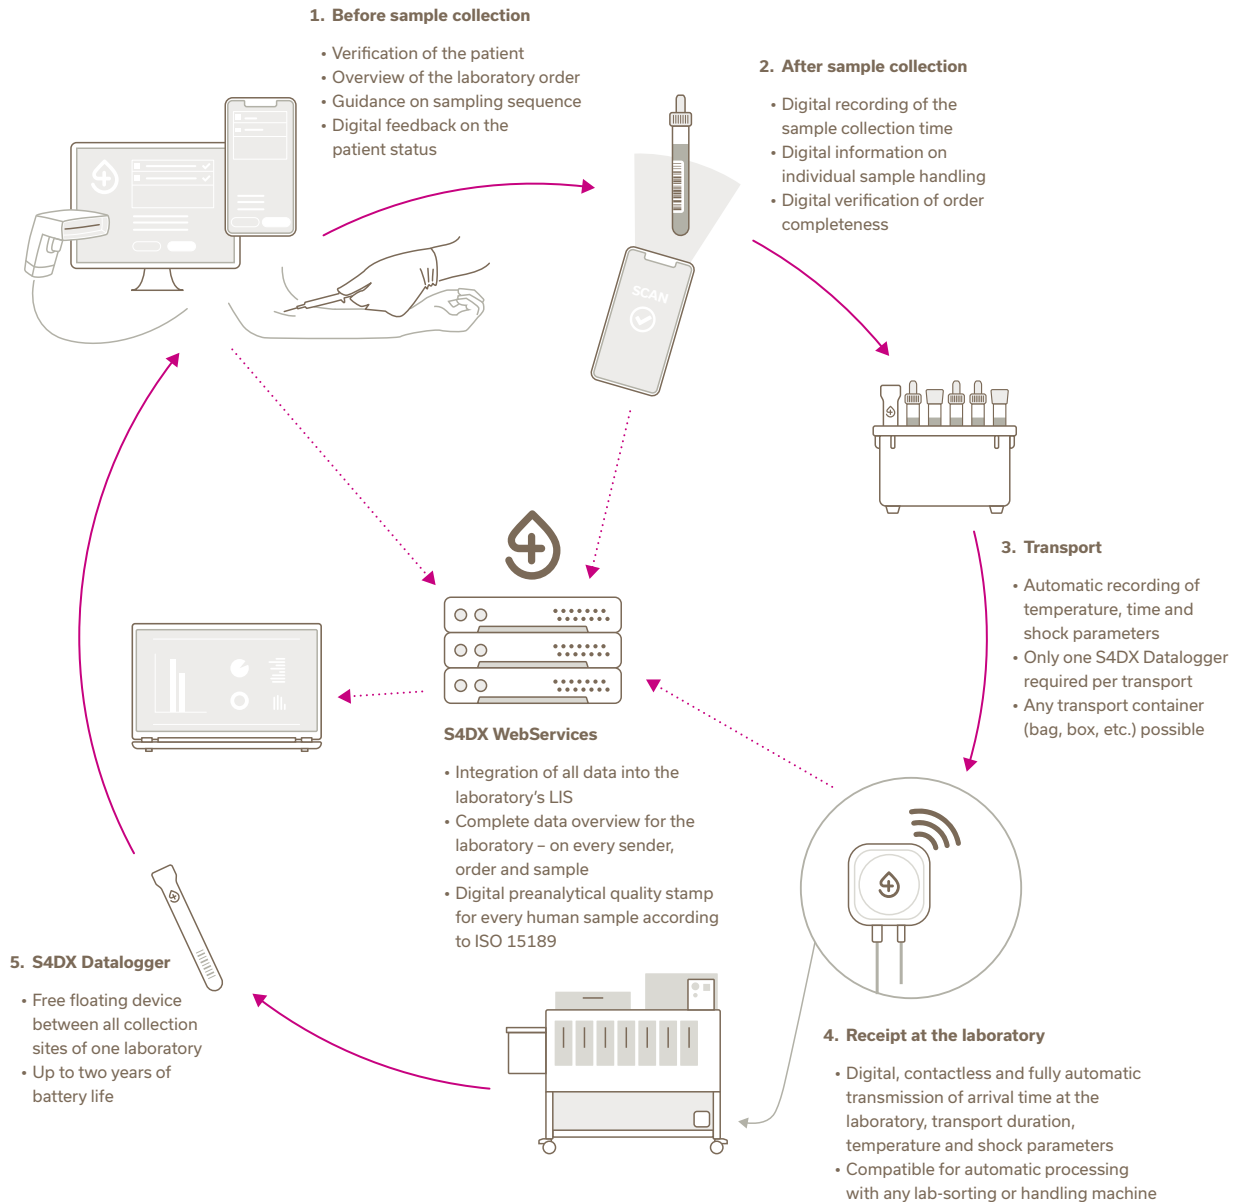 1. Before sample collection
• Verification of the patient
• Overview of the laboratory order
• Guidance on sampling sequence
• Digital feedback on the
patient status
2. After sample collection
• Digital recording of the
sample collection time
• Digital information on
individual sample handling
• Digital verification of order
completeness
SCAN
3. Transport
• Automatic recording of
temperature, time and
shock parameters
• Only one S4DX Datalogger
required per transport
• Any transport container
(bag, box, etc.) possible
S4DX WebServices
• Integration of all data into the
laboratory’s LIS
• Complete data overview for the
laboratory – on every sender,
order and sample
• Digital preanalytical quality stamp
for every human sample according
to ISO 15189
4. Receipt at the laboratory
• Digital, contactless and fully automatic
transmission of arrival time at the
laboratory, transport duration,
temperature and shock parameters
• Compatible for automatic processing
with any lab-sorting or handling machine
5. S4DX Datalogger
• Free floating device
between all collection
sites of one laboratory
• Up to two years of
battery life